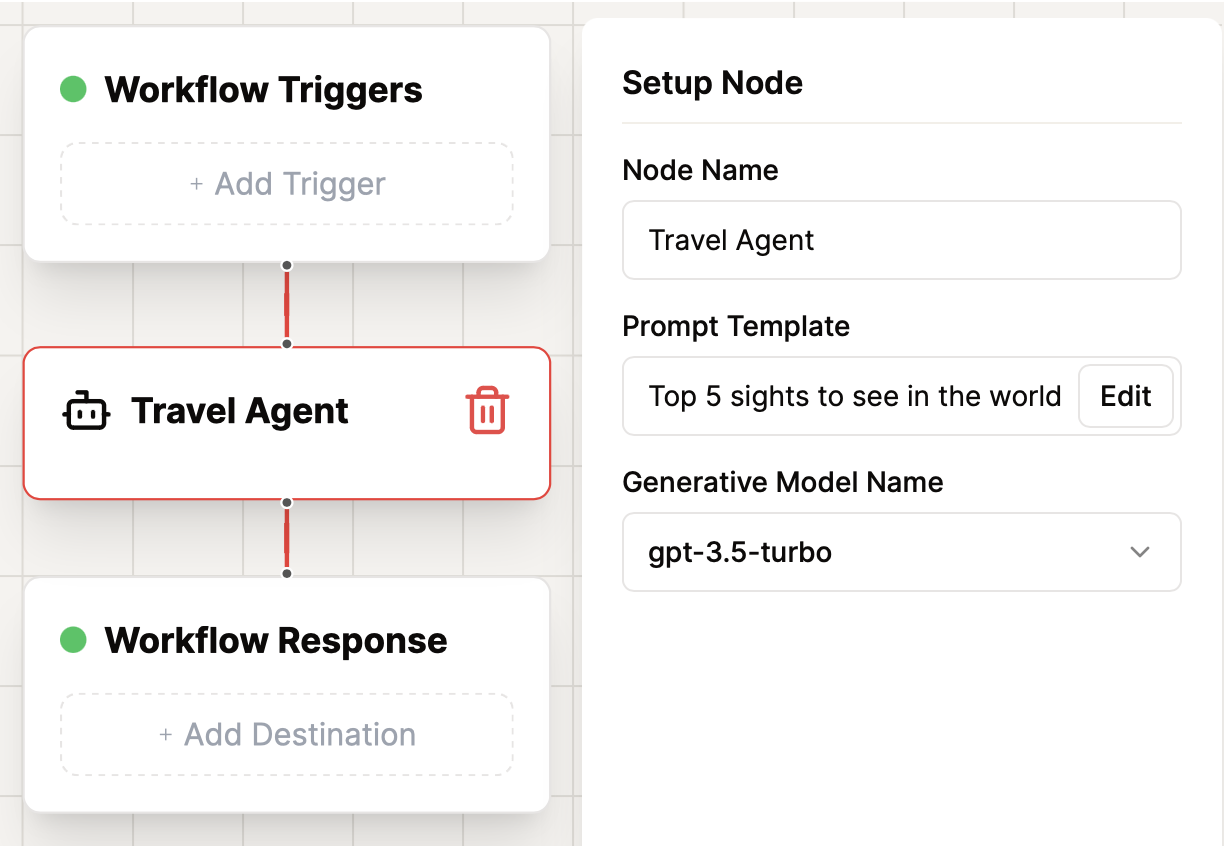 Workflow Triggers
+ Add Trigger
Travel Agent
Workflow Response
+ Add Destination
Setup Node
Node Name
Travel Agent
Prompt Template
Top 5 sights to see in the world Edit
Generative Model Name
gpt-3.5-turbo